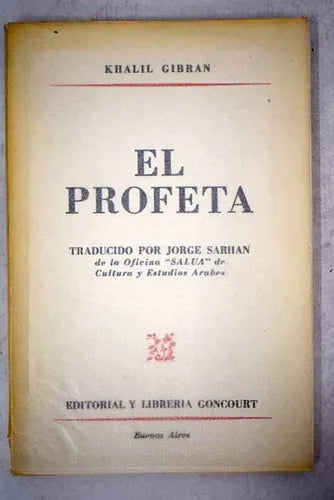 KHALIL GIBRAN
EL
PROFETA
TRADUCIDO POR JORGE SARHAN
de la Oficina "SALUA" de
Cultura y Estudios Arabes
EDITORIAL Y LIBRERIA GONCOURT
Buenos Aires